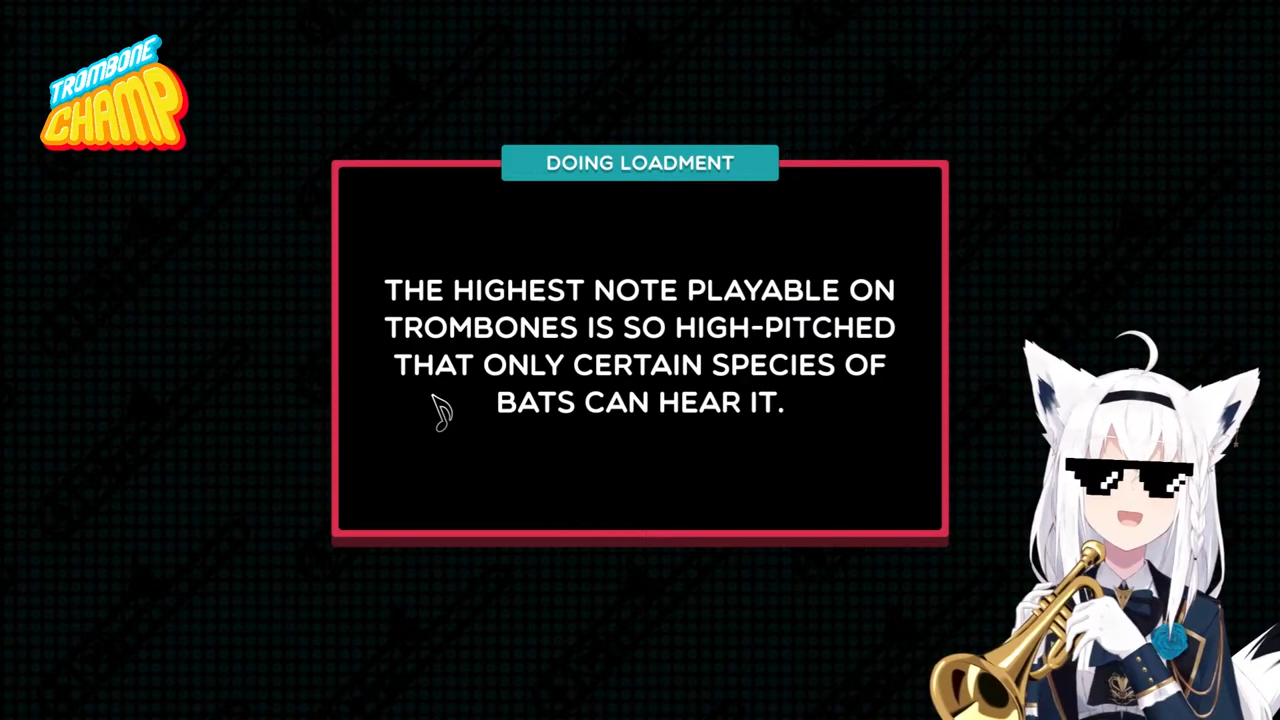 TROMBONE
CHAMP
DOING LOADMENT
THE HIGHEST NOTE PLAYABLE ON
TROMBONES IS SO HIGH-PITCHED
THAT ONLY CERTAIN SPECIES OF
BATS CAN HEAR IT.